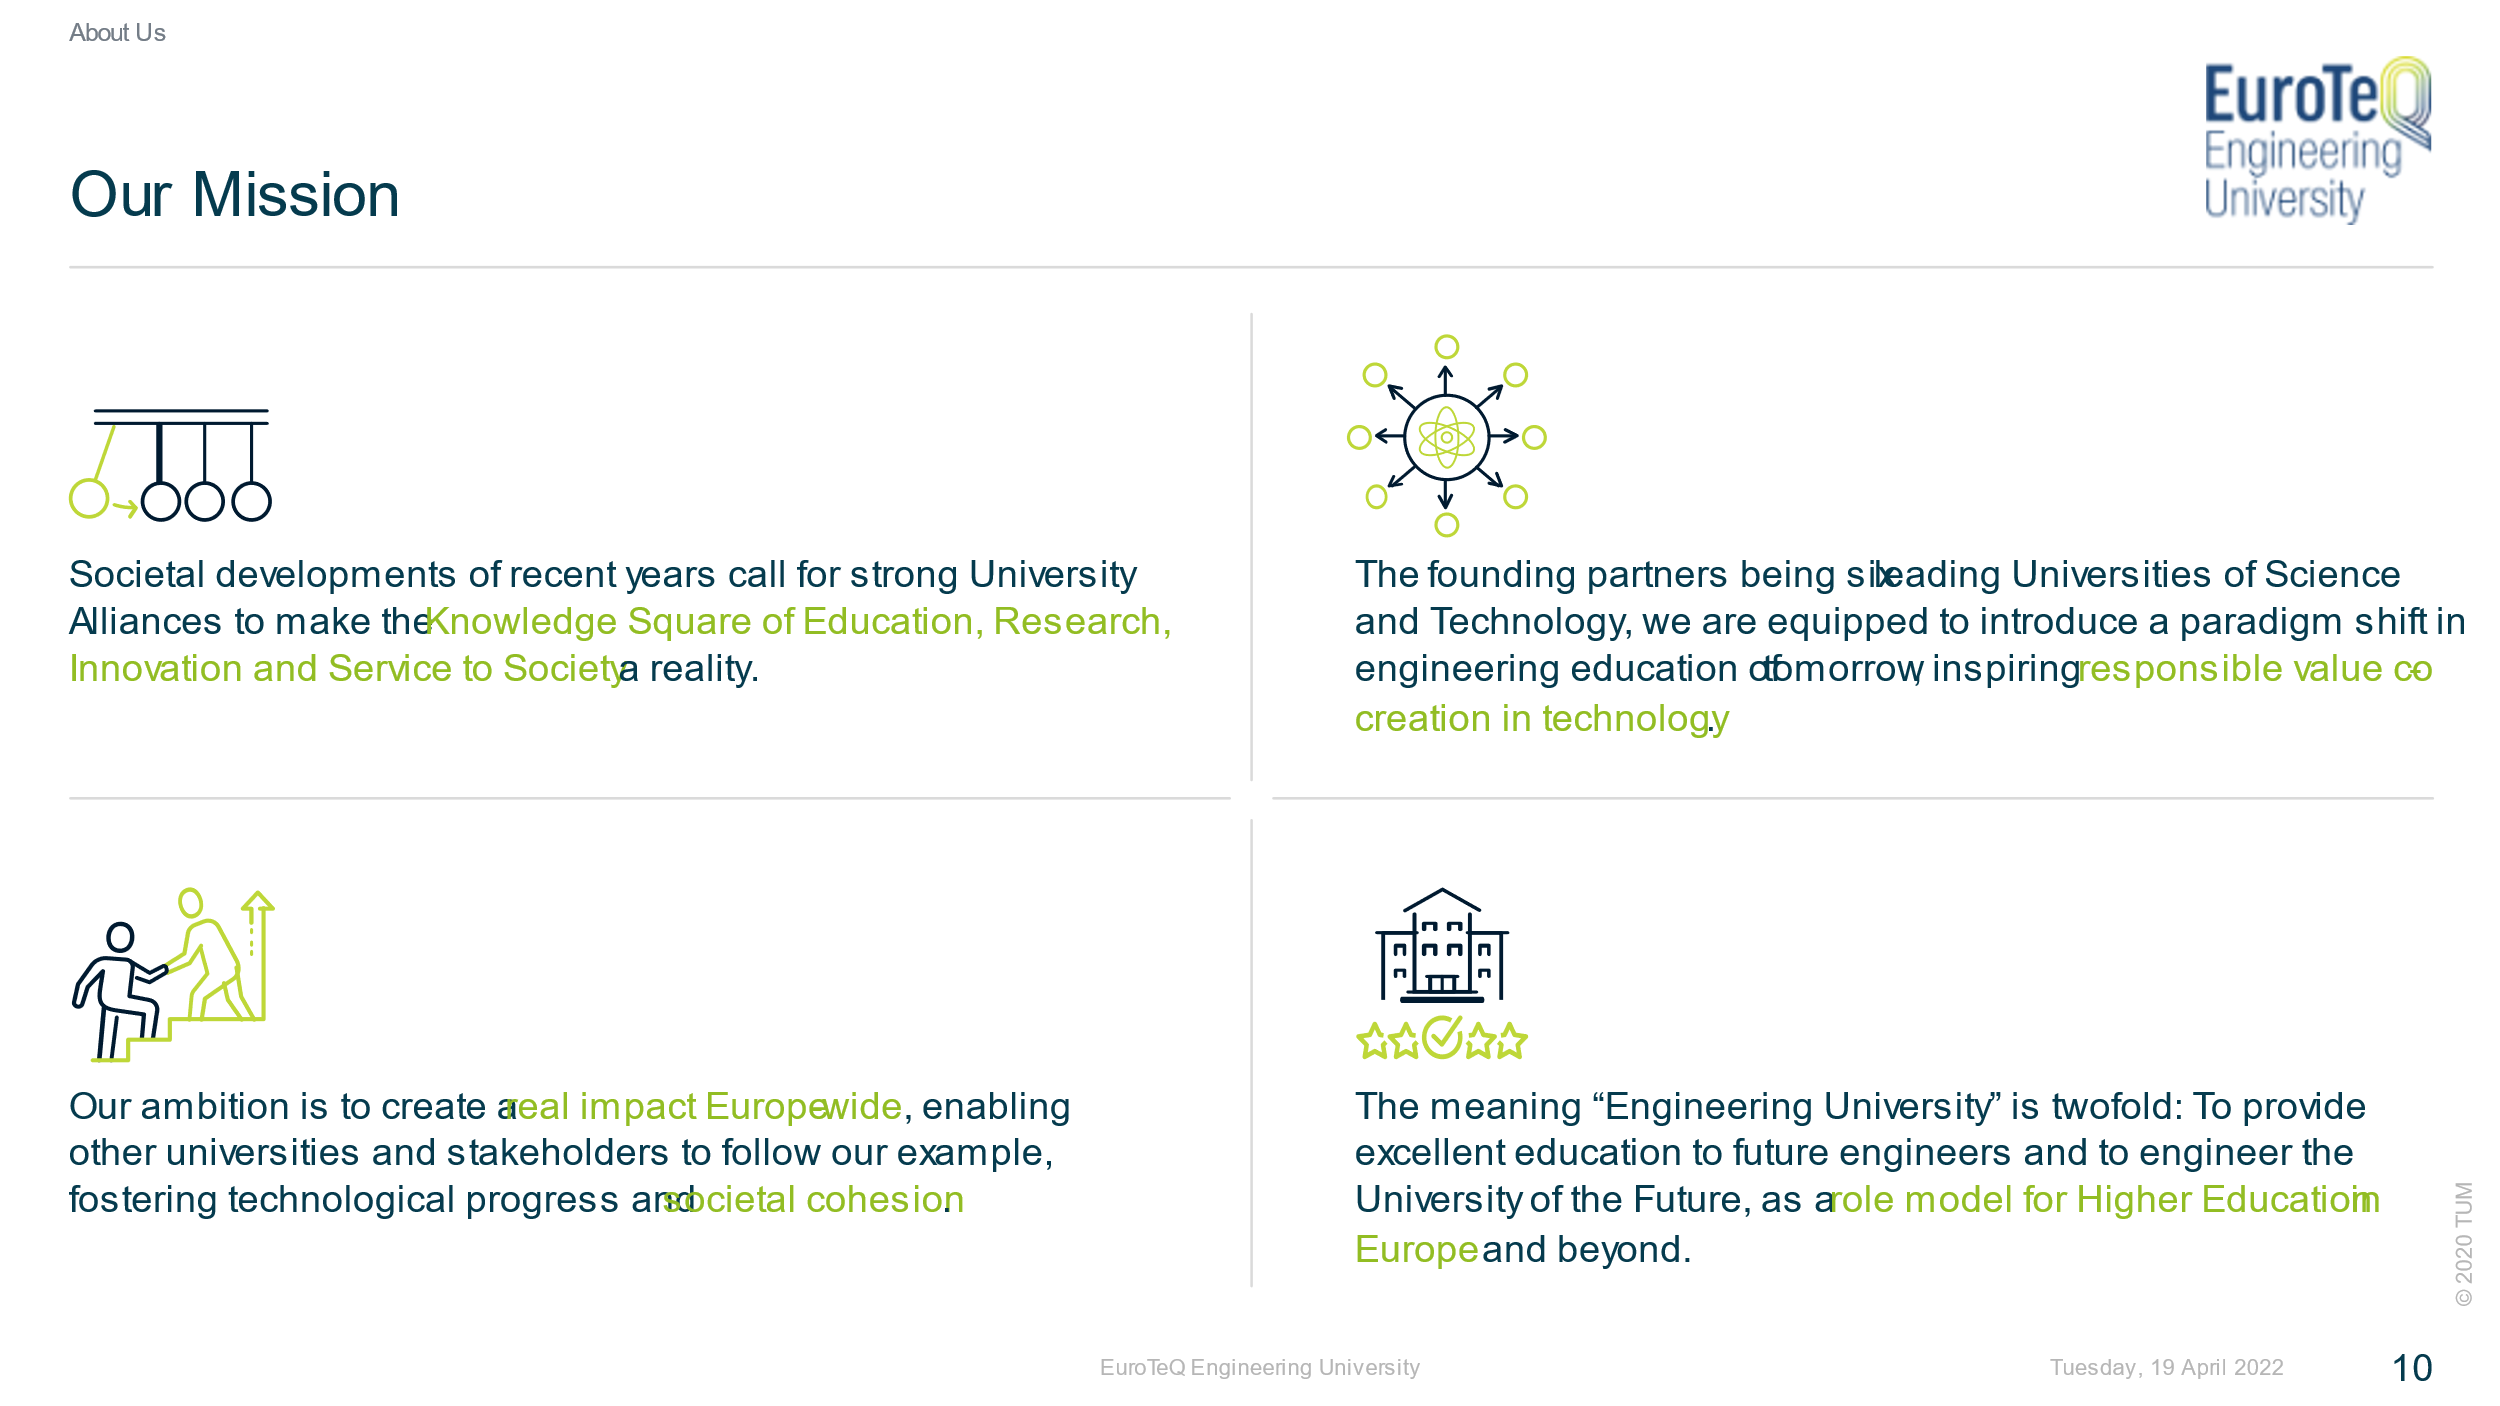 About Us
EuroTeQ
Engineering
University
Our Mission
Societal developments of recent years call for strong University
Alliances to make the Knowledge Square of Education, Research,
Innovation and Service to Society a reality.
The founding partners being six leading Universities of Science
and Technology, we are equipped to introduce a paradigm shift in
engineering education of tomorrow, inspiring responsible value co-
creation in technology.
Our ambition is to create a real impact Europe-wide, enabling
other universities and stakeholders to follow our example,
fostering technological progress and societal cohesion.
The meaning “Engineering University” is twofold: To provide
excellent education to future engineers and to engineer the
University of the Future, as a role model for Higher Education in
Europe and beyond.
© 2020 TUM
EuroTeQ Engineering University
Tuesday, 19 April 2022
10